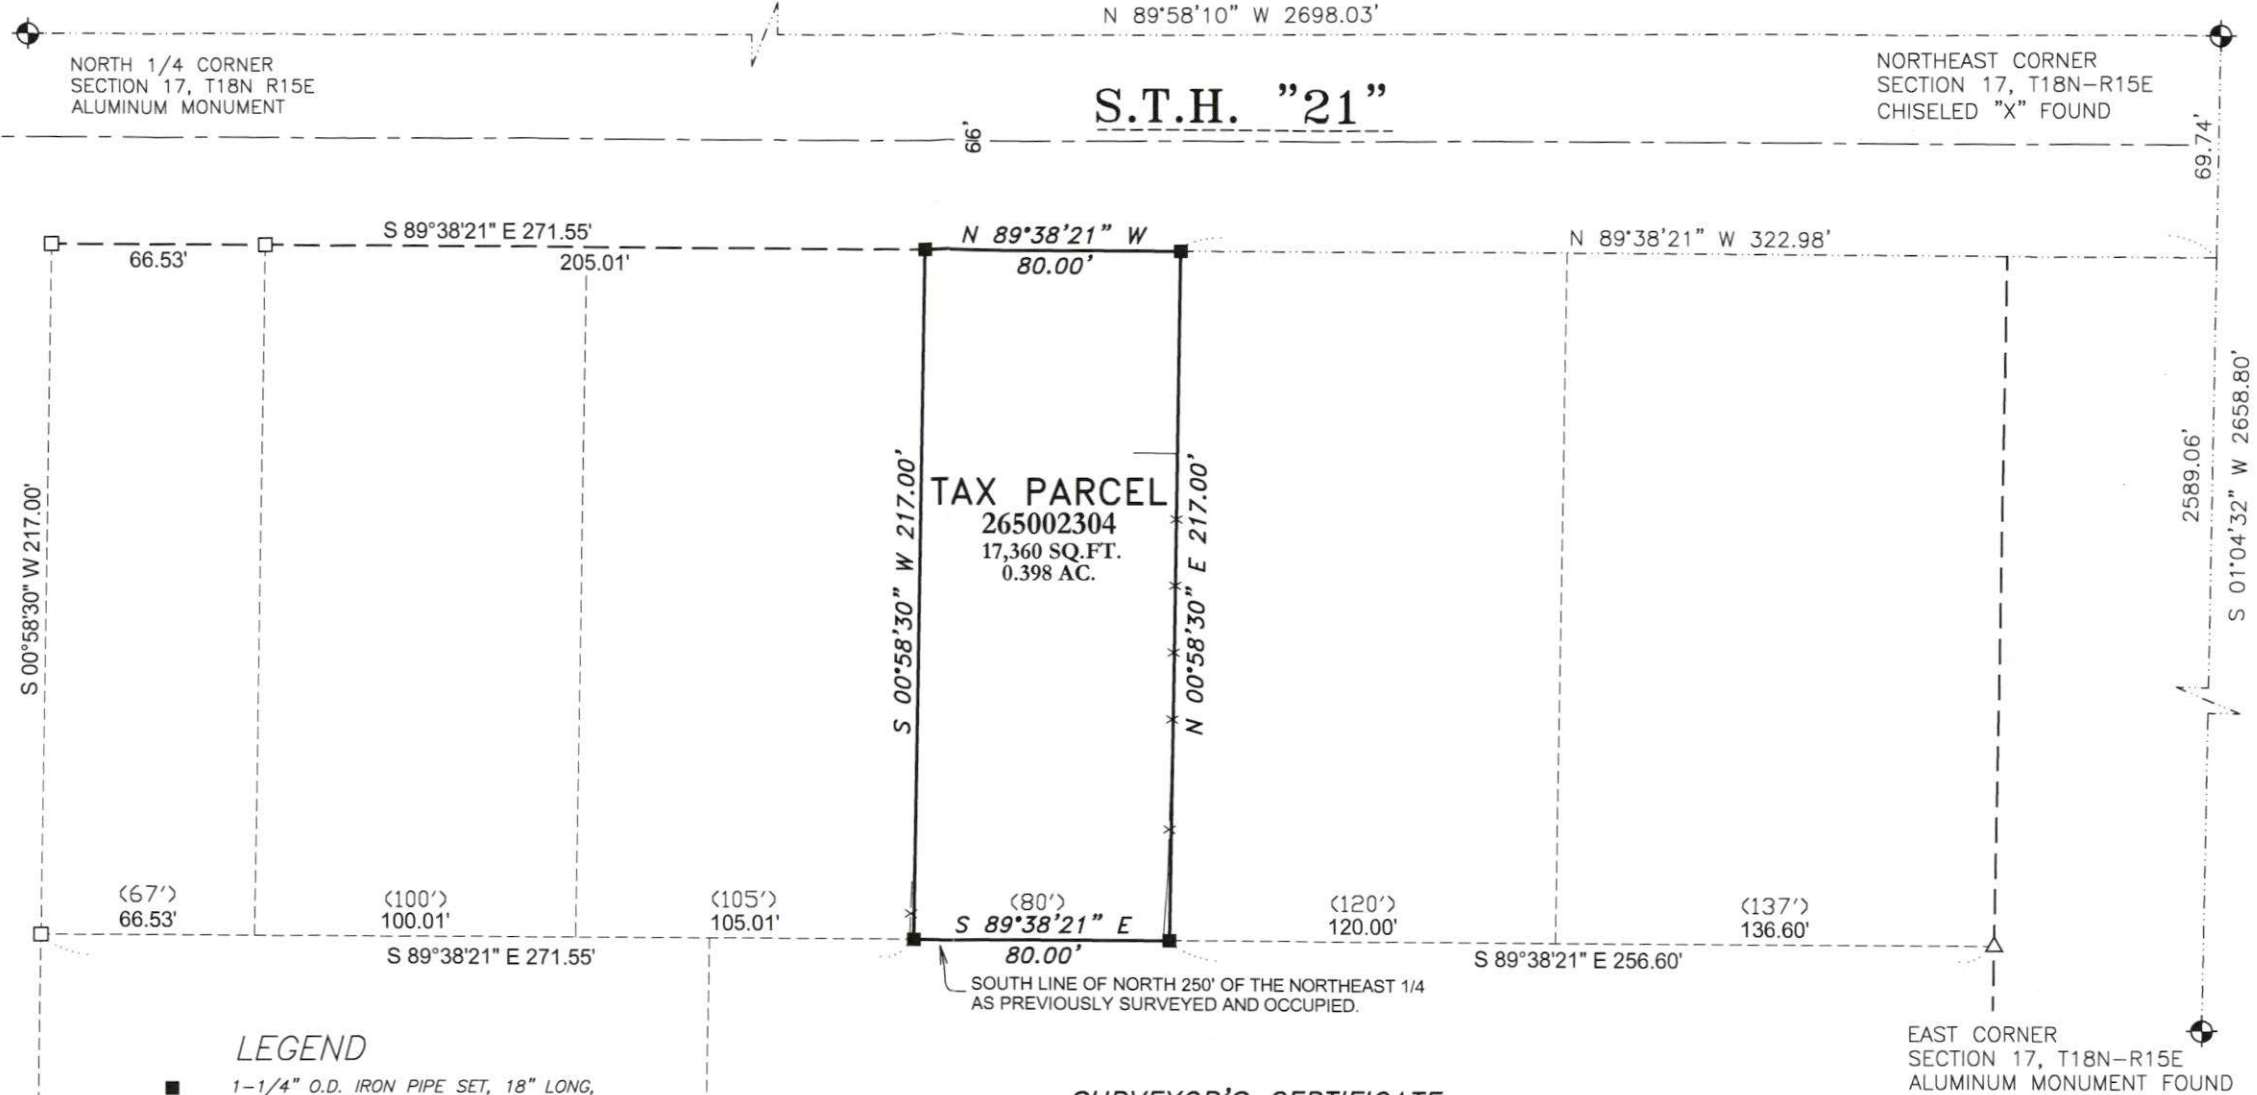 N 89°58'10" W 2698.03'
NORTH 1/4 CORNER
SECTION 17, T18N R15E
ALUMINUM MONUMENT
NORTHEAST CORNER
SECTION 17, T18N-R15E
CHISELED "X" FOUND
S.T.H. "21"
66'
69.74'
S 89°38'21" E 271.55'
66.53'
205.01'
N 89°38'21" W
80.00'
N 89°38'21" W 322.98'
S 00°58'30" W 217.00'
S 00°58'30" W 217.00'
TAX PARCEL
265002304
17,360 SQ.FT.
0.398 AC.
N 00°58'30" E 217.00'
2589.06'
S 01°04'32" W 2658.80'
(67')
66.53'
(100')
100.01'
(105')
105.01'
(80')
S 89°38'21" E
80.00'
(120')
120.00'
(137')
136.60'
S 89°38'21" E 271.55'
S 89°38'21" E 256.60'
SOUTH LINE OF NORTH 250' OF THE NORTHEAST 1/4
AS PREVIOUSLY SURVEYED AND OCCUPIED.
EAST CORNER
SECTION 17, T18N-R15E
ALUMINUM MONUMENT FOUND
LEGEND
1-1/4" O.D. IRON PIPE SET, 18" LONG,
SURVEYOR'S CERTIFICATE